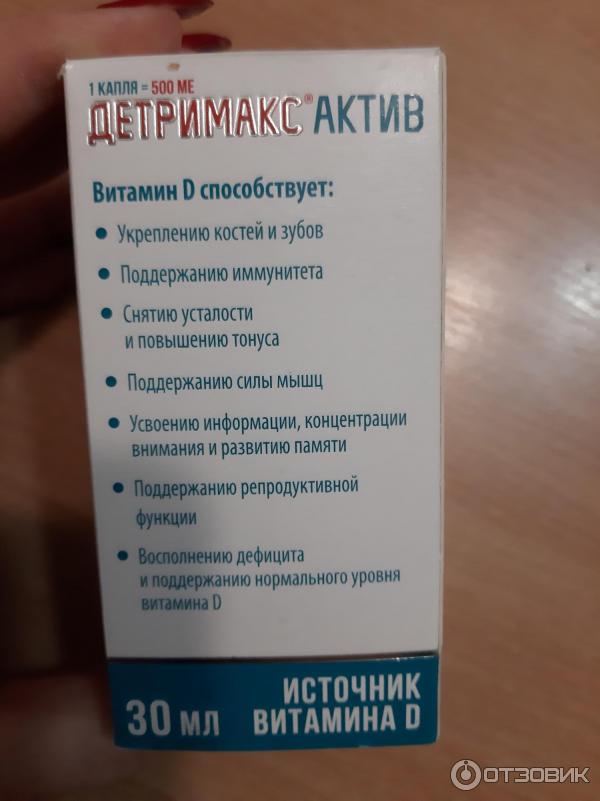 1 КАПЛЯ = 500 МЕ
ДЕТРИМАКС® АКТИВ
Витамин D способствует:
• Укреплению костей и зубов
• Поддержанию иммунитета
• Снятию усталости
и повышению тонуса
• Поддержанию силы мышц
• Усвоению информации, концентрации
внимания и развитию памяти
• Поддержанию репродуктивной
функции
• Восполнению дефицита
и поддержанию нормального уровня
витамина D
30 мл
ИСТОЧНИК
ВИТАМИНА D
ОТЗОВИК